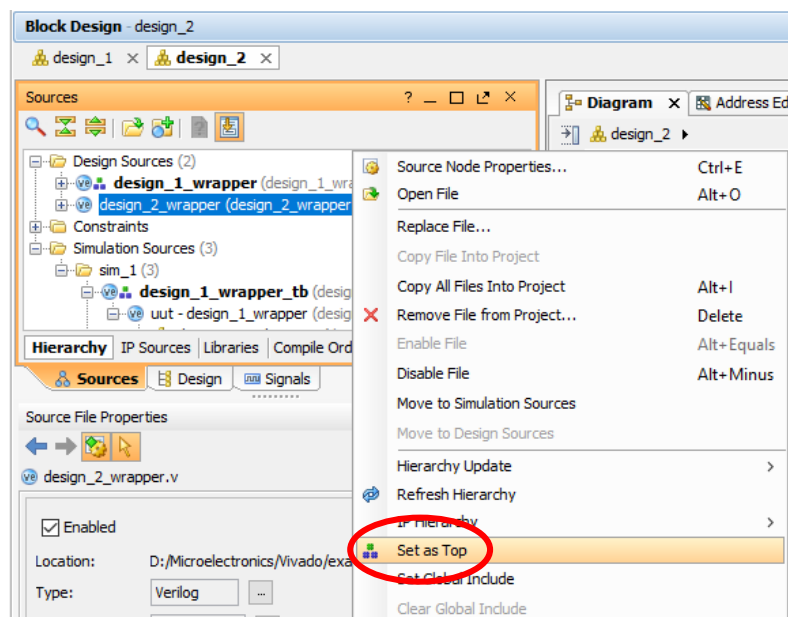 Block Design - design_2
design_1 × design_2 ×
Sources ? _ □ ×
Diagram × Address Ed
design_2
Design Sources (2)
design_1_wrapper (design_1_wra
design_2_wrapper (design_2_wrapper
Constraints
Simulation Sources (3)
sim_1 (3)
design_1_wrapper_tb (desig
uut - design_1_wrapper (desig
Hierarchy IP Sources Libraries Compile Ord
Sources Design Signals
Source File Properties
design_2_wrapper.v
Enabled
Location: D:/Microelectronics/Vivado/exa
Type: Verilog ...
Source Node Properties... Ctrl+E
Open File Alt+O
Replace File...
Copy File Into Project
Copy All Files Into Project Alt+I
Remove File from Project... Delete
Enable File Alt+Equals
Disable File Alt+Minus
Move to Simulation Sources
Move to Design Sources
Hierarchy Update >
Refresh Hierarchy
IP Hierarchy >
Set as Top
Set Global Include
Clear Global Include